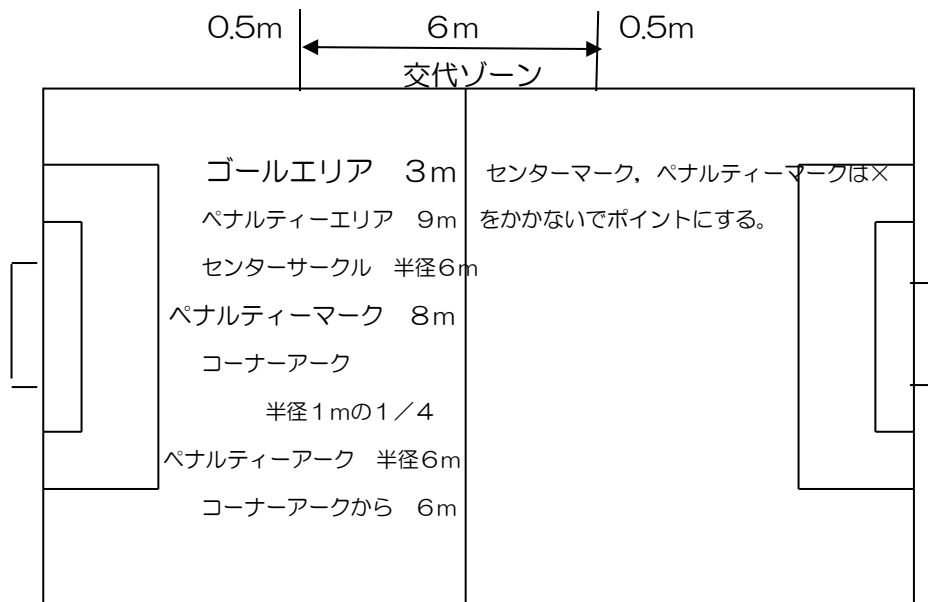 0.5m 6m 0.5m
交代ゾーン
ゴールエリア 3m
ペナルティーエリア 9m
センターサークル 半径6m
ペナルティーマーク 8m
コーナーアーク
半径1mの1/4
ペナルティーアーク 半径6m
コーナーアークから 6m
センターマーク,ペナルティーマークは×
をかかないでポイントにする。